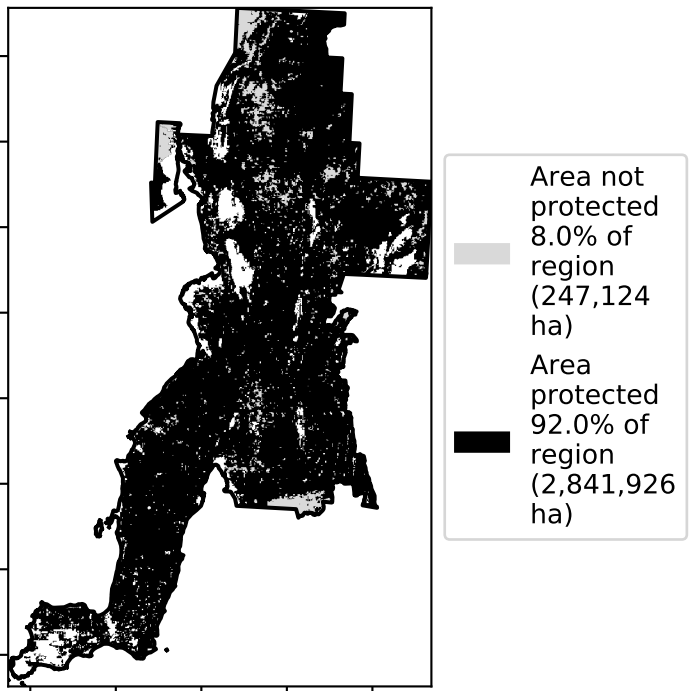 Area not
protected
8.0% of
region
(247,124
ha)
Area
protected
92.0% of
region
(2,841,926
ha)